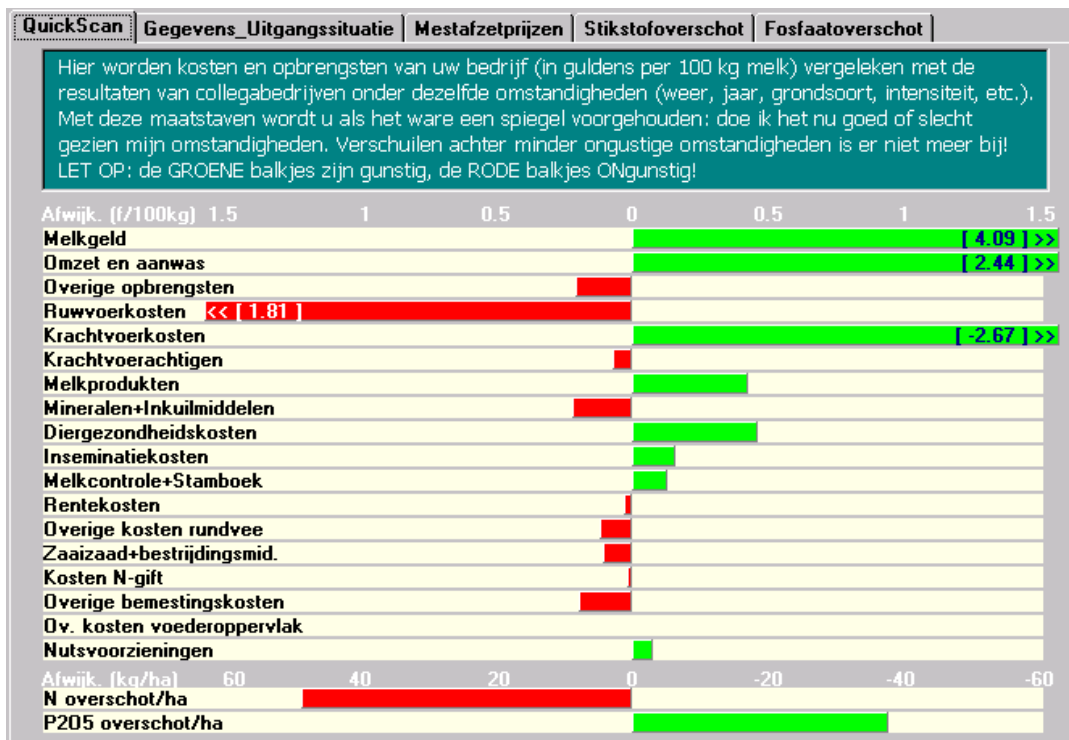 QuickScan Gegevens_Uitgangssituatie Mestafzetprijzen Stikstofoverschot Fosfaatoverschot
Hier worden kosten en opbrengsten van uw bedrijf (in guldens per 100 kg melk) vergeleken met de
resultaten van collegabedrijven onder dezelfde omstandigheden (weer, jaar, grondsoort, intensiteit, etc.).
Met deze maatstaven wordt u als het ware een spiegel voorgehouden: doe ik het nu goed of slecht
gezien mijn omstandigheden. Verschuilen achter minder ongustige omstandigheden is er niet meer bij!
LET OP: de GROENE balkjes zijn gunstig, de RODE balkjes ONgunstig!
Afwijk. (f/100kg) 1.5 1 0.5 0 0.5 1 1.5
Melkgeld [ 4.09 ] >>
Omzet en aanwas [ 2.44 ] >>
Overige opbrengsten
Ruwvoerkosten << [ 1.81 ]
Krachtvoerkosten [ -2.67 ] >>
Krachtvoerachtigen
Melkprodukten
Mineralen+Inkuilmiddelen
Diergezondheidskosten
Inseminatiekosten
Melkcontrole+Stamboek
Rentekosten
Overige kosten rundvee
Zaaizaad+bestrijdingsmid.
Kosten N-gift
Overige bemestingskosten
Ov. kosten voederoppervlak
Nutsvoorzieningen
Afwijk. (kg/ha) 60 40 20 0 -20 -40 -60
N overschot/ha
P2O5 overschot/ha